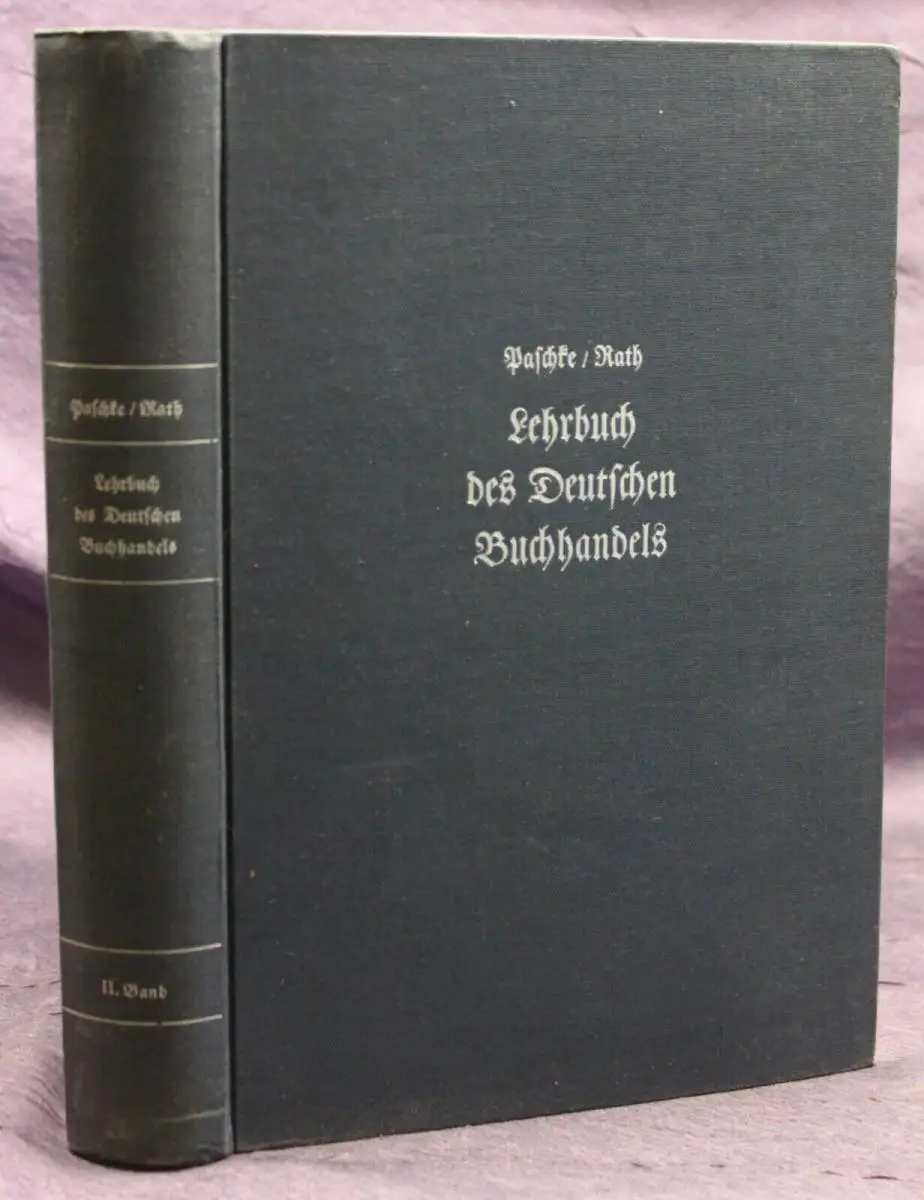 Paſchke / Rath
Lehrbuch
des Deutſchen
Buchhandels
Paſchke / Rath
Lehrbuch
des Deutſchen
Buchhandels
II. Band